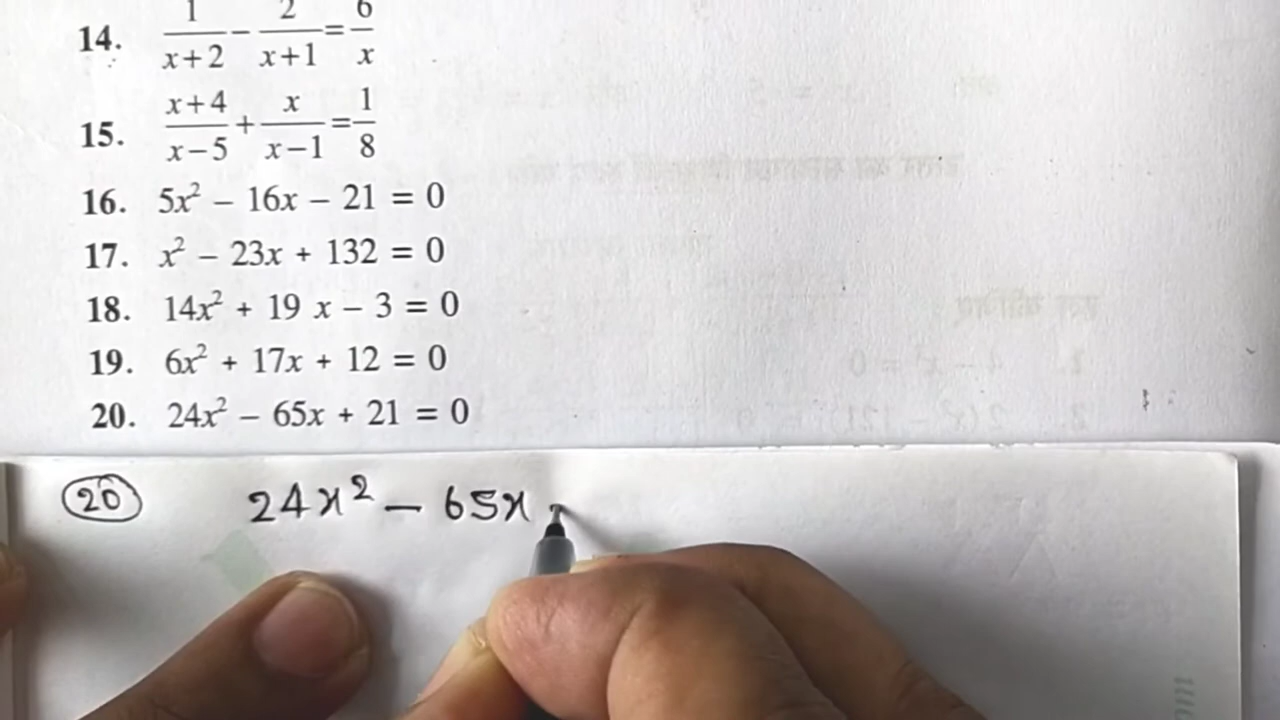 14. 1/(x+2) − 2/(x+1) = 6/x
15. (x+4)/(x−5) + x/(x−1) = 1/8
16. 5x² − 16x − 21 = 0
17. x² − 23x + 132 = 0
18. 14x² + 19 x − 3 = 0
19. 6x² + 17x + 12 = 0
20. 24x² − 65x + 21 = 0
20 24x² − 65x